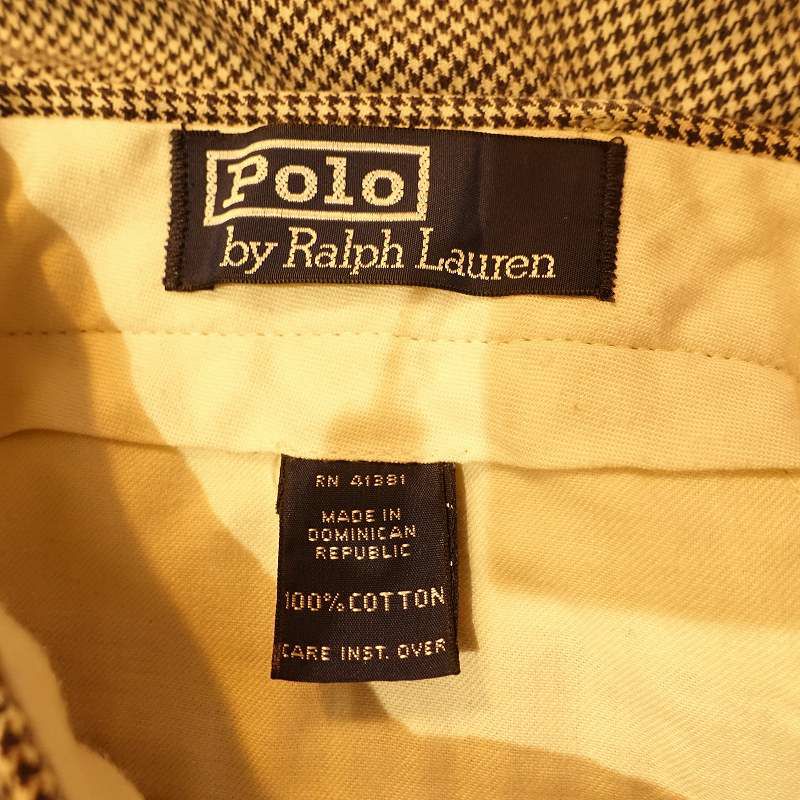 Polo
by Ralph Lauren
RN 41381
MADE IN
DOMINICAN
REPUBLIC
100% COTTON
CARE INST. OVER